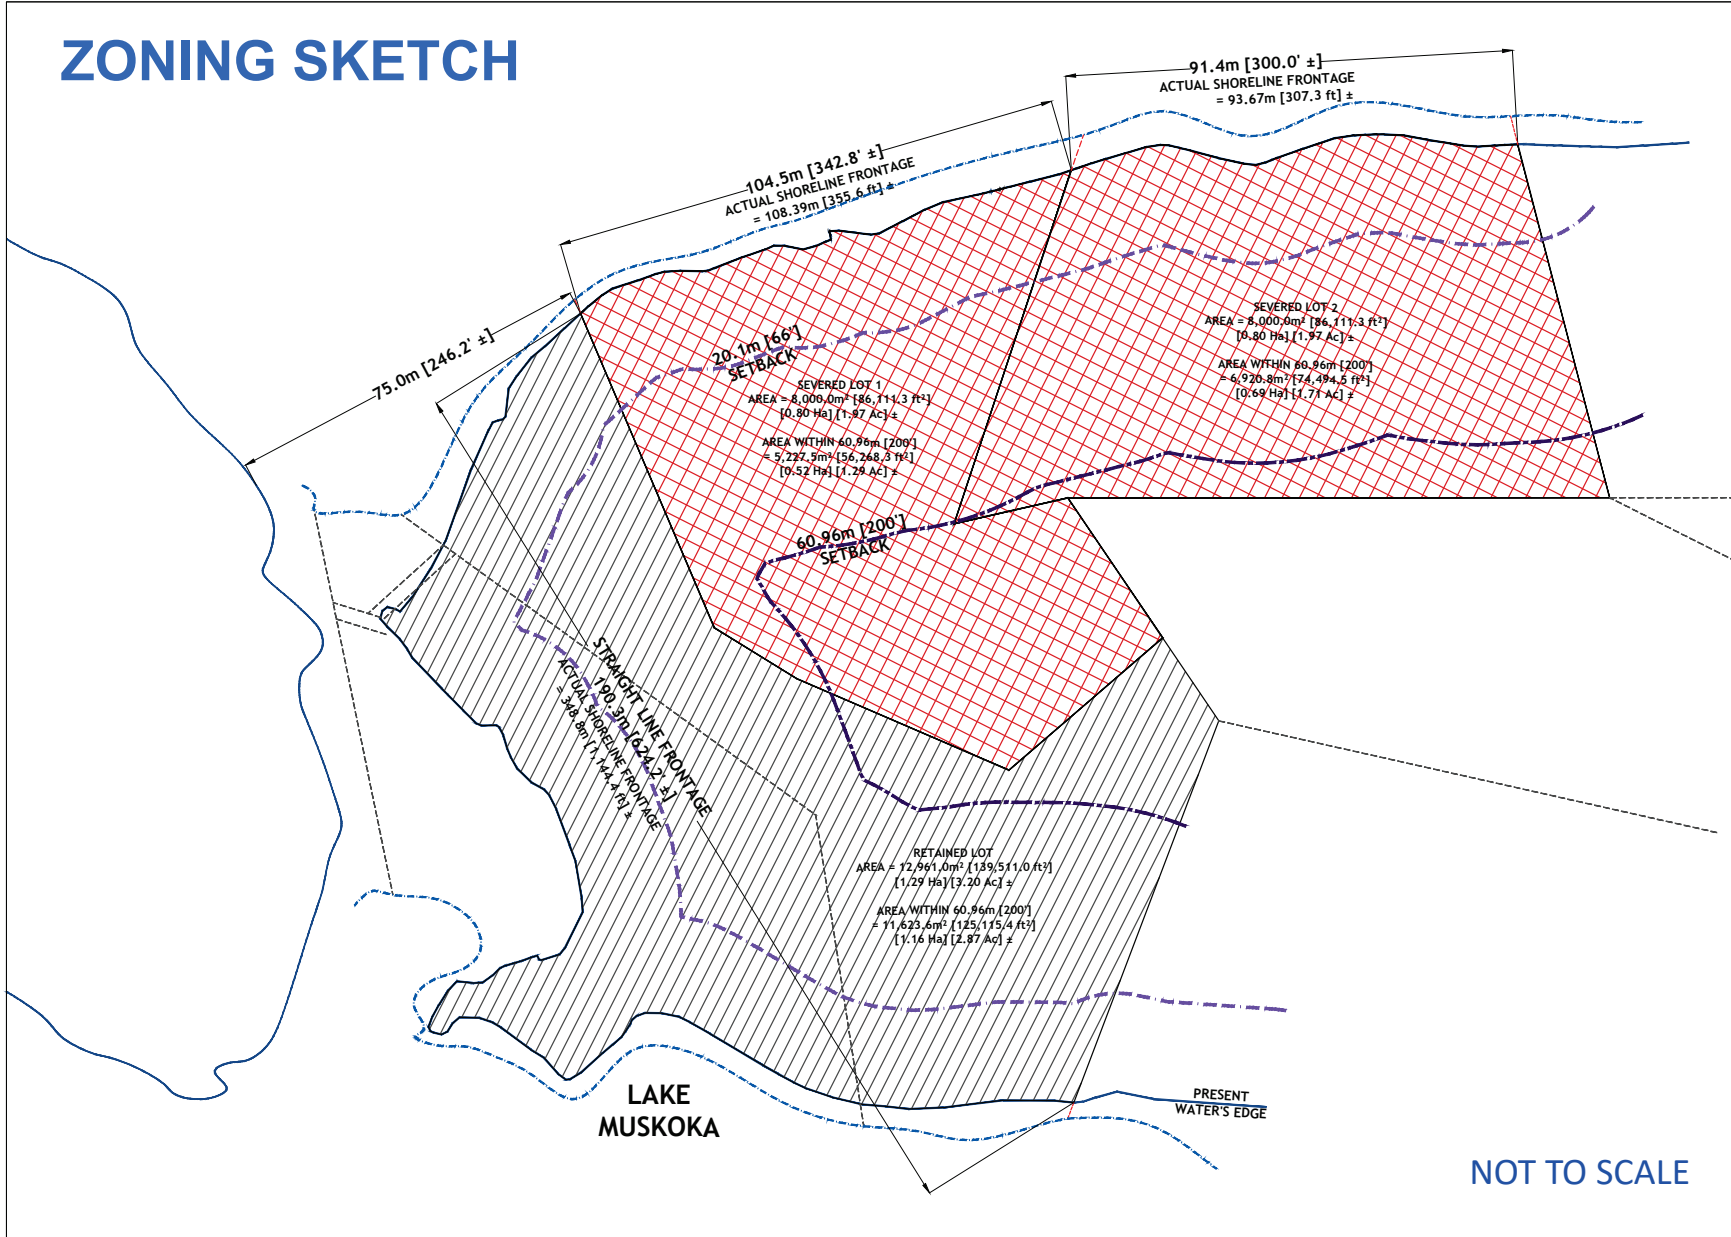 ZONING SKETCH
91.4m [300.0' ±]
ACTUAL SHORELINE FRONTAGE
= 93.67m [307.3 ft] ±
104.5m [342.8' ±]
ACTUAL SHORELINE FRONTAGE
= 108.39m [355.6 ft] ±
75.0m [246.2' ±]
20.1m [66']
SETBACK
SEVERED LOT 2
AREA = 8,000.0m² [86,111.3 ft²]
[0.80 Ha] [1.97 Ac] ±
AREA WITHIN 60.96m [200']
= 6,920.8m² [74,494.5 ft²]
[0.69 Ha] [1.71 Ac] ±
SEVERED LOT 1
AREA = 8,000.0m² [86,111.3 ft²]
[0.80 Ha] [1.97 Ac] ±
AREA WITHIN 60.96m [200']
= 5,227.5m² [56,268.3 ft²]
[0.52 Ha] [1.29 Ac] ±
60.96m [200']
SETBACK
STRAIGHT LINE FRONTAGE
190.3m [624.2' ±]
ACTUAL SHORELINE FRONTAGE
= 348.8m [1,144.4 ft] ±
RETAINED LOT
AREA = 12,961.0m² [139,511.0 ft²]
[1.29 Ha] [3.20 Ac] ±
AREA WITHIN 60.96m [200']
= 11,623.6m² [125,115.4 ft²]
[1.16 Ha] [2.87 Ac] ±
LAKE
MUSKOKA
PRESENT
WATER'S EDGE
NOT TO SCALE